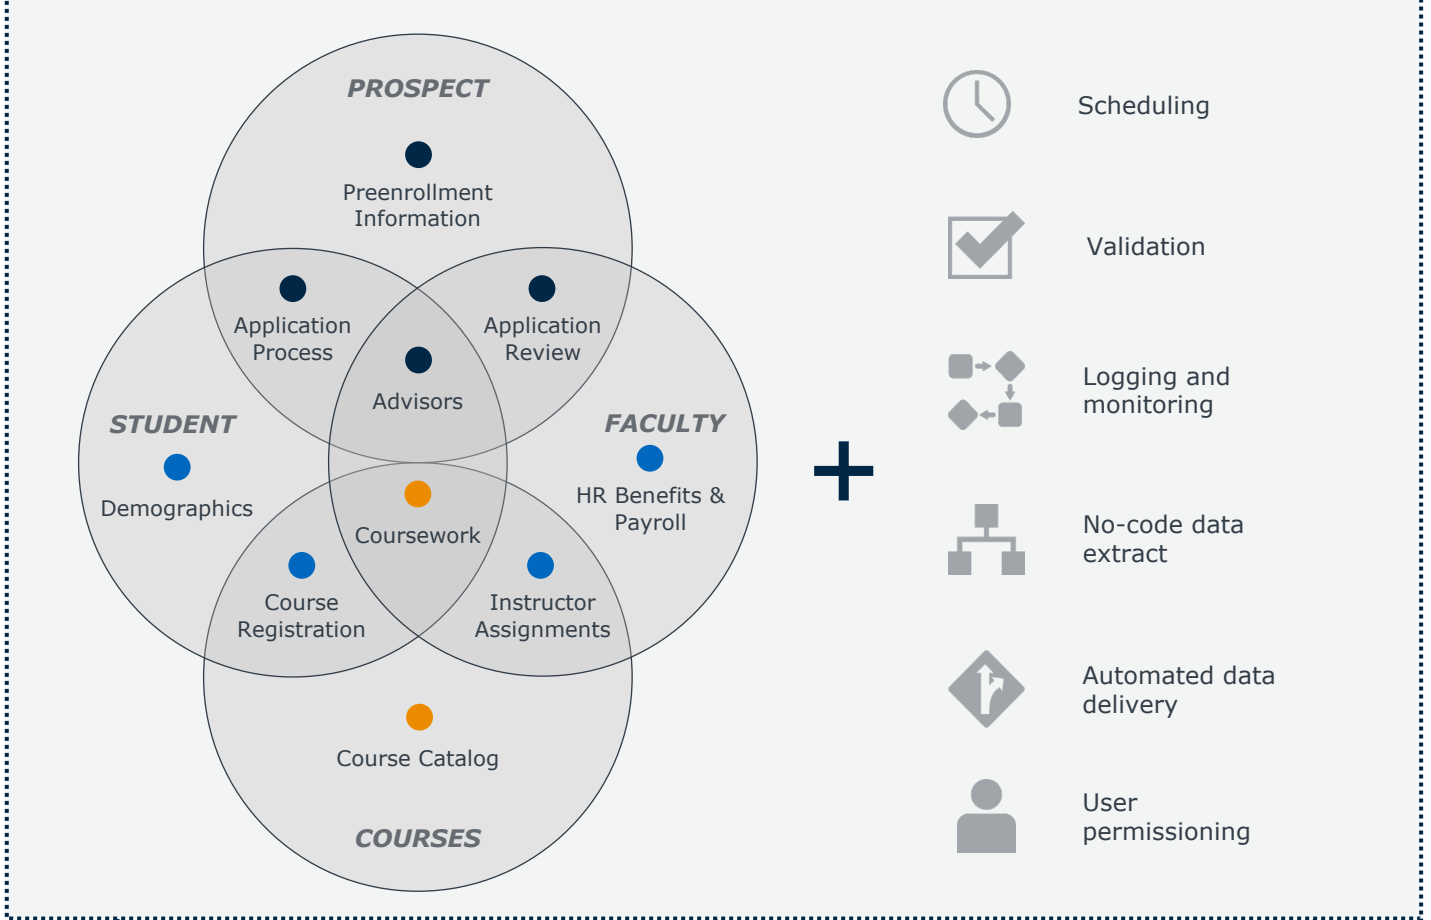 PROSPECT
Preenrollment
Information
Application
Process
Application
Review
Advisors
STUDENT
FACULTY
Demographics
HR Benefits &
Payroll
Coursework
Course
Registration
Instructor
Assignments
Course Catalog
COURSES
+
Scheduling
Validation
Logging and
monitoring
No-code data
extract
Automated data
delivery
User
permissioning